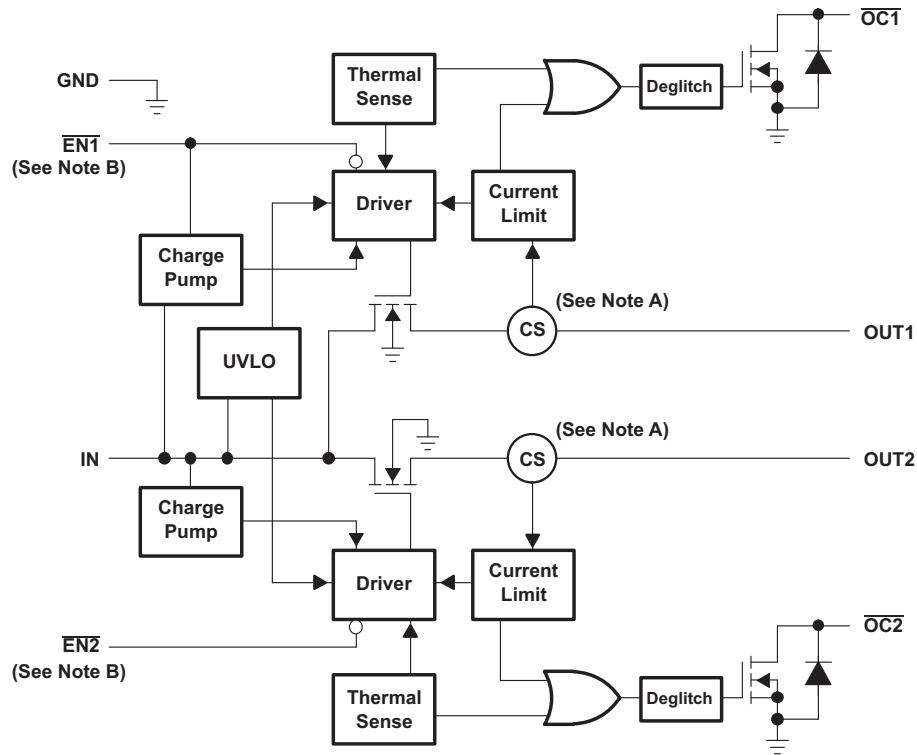 OC1
Thermal
Sense
GND
Deglitch
EN1
(See Note B)
Driver
Current
Limit
Charge
Pump
(See Note A)
CS
OUT1
UVLO
(See Note A)
IN
CS
OUT2
Charge
Pump
Driver
Current
Limit
OC2
EN2
(See Note B)
Thermal
Sense
Deglitch